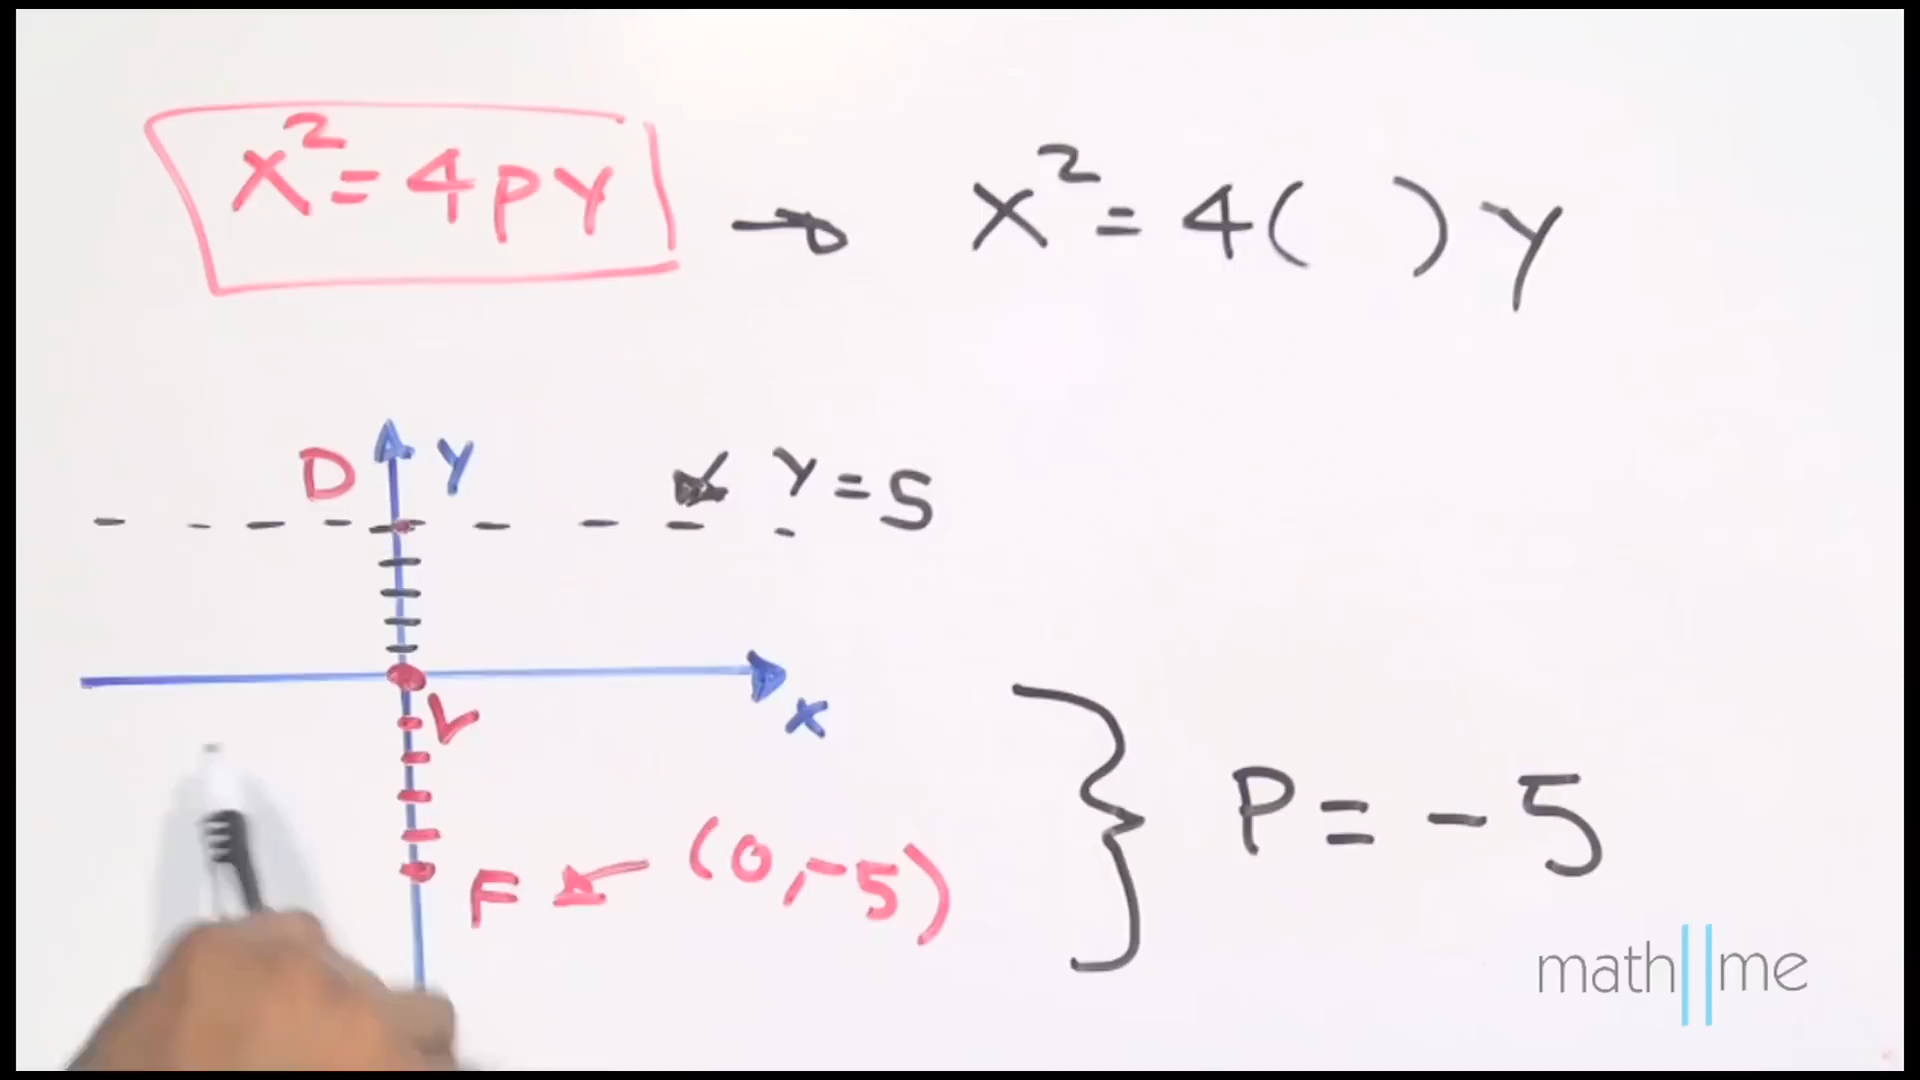 x² = 4py → x² = 4( )y
D y y = 5
V x
F ← (0, -5)
P = -5
math||me